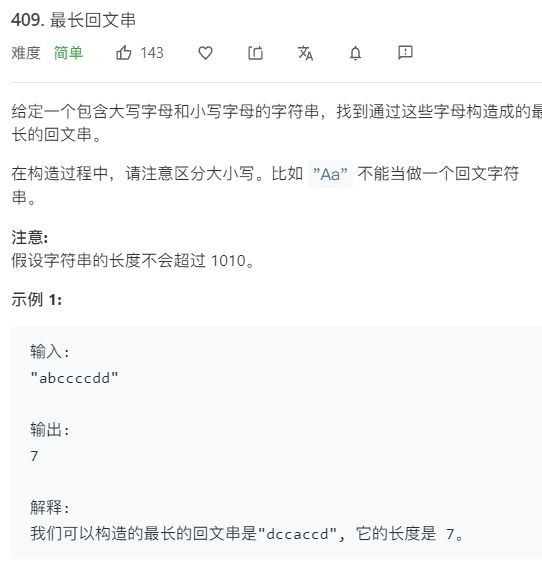 409. 最长回文串
难度 简单 143
给定一个包含大写字母和小写字母的字符串，找到通过这些字母构造成的最
长的回文串。
在构造过程中，请注意区分大小写。比如 "Aa" 不能当做一个回文字符
串。
注意:
假设字符串的长度不会超过 1010。
示例 1:
输入:
"abccccdd"
输出:
7
解释:
我们可以构造的最长的回文串是"dccaccd", 它的长度是 7。